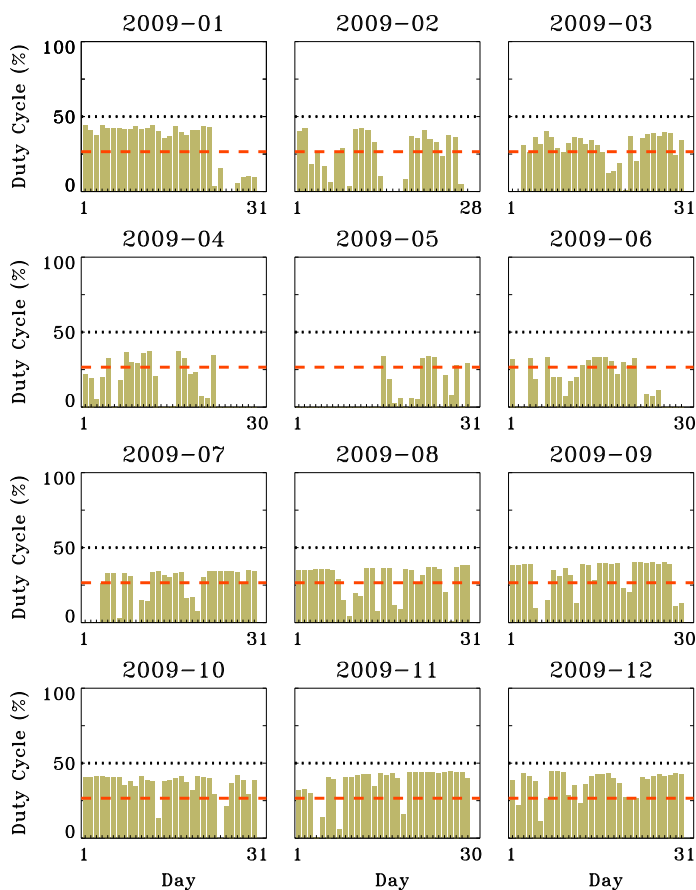 2009-01 2009-02 2009-03
Duty Cycle (%)
100
50
0
1 31 1 28 1 31
2009-04 2009-05 2009-06
Duty Cycle (%)
100
50
0
1 30 1 31 1 30
2009-07 2009-08 2009-09
Duty Cycle (%)
100
50
0
1 31 1 31 1 30
2009-10 2009-11 2009-12
Duty Cycle (%)
100
50
0
1 31 1 30 1 31
Day Day Day